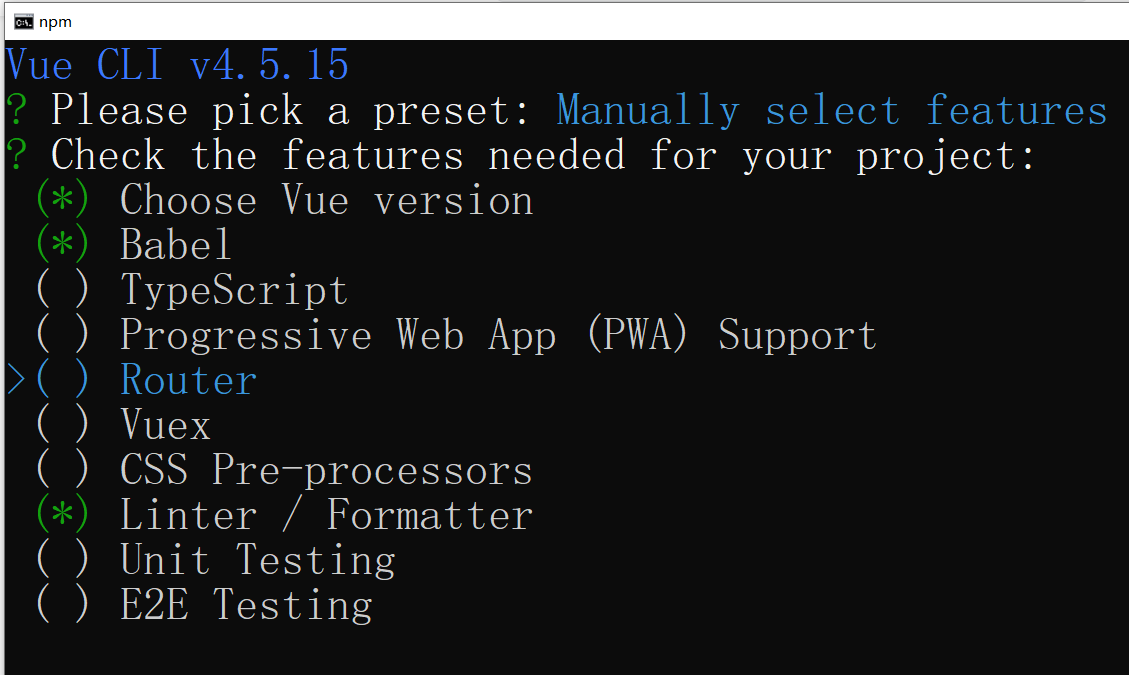 npm
Vue CLI v4.5.15
? Please pick a preset: Manually select features
? Check the features needed for your project:
(*) Choose Vue version
(*) Babel
( ) TypeScript
( ) Progressive Web App (PWA) Support
>( ) Router
( ) Vuex
( ) CSS Pre-processors
(*) Linter / Formatter
( ) Unit Testing
( ) E2E Testing